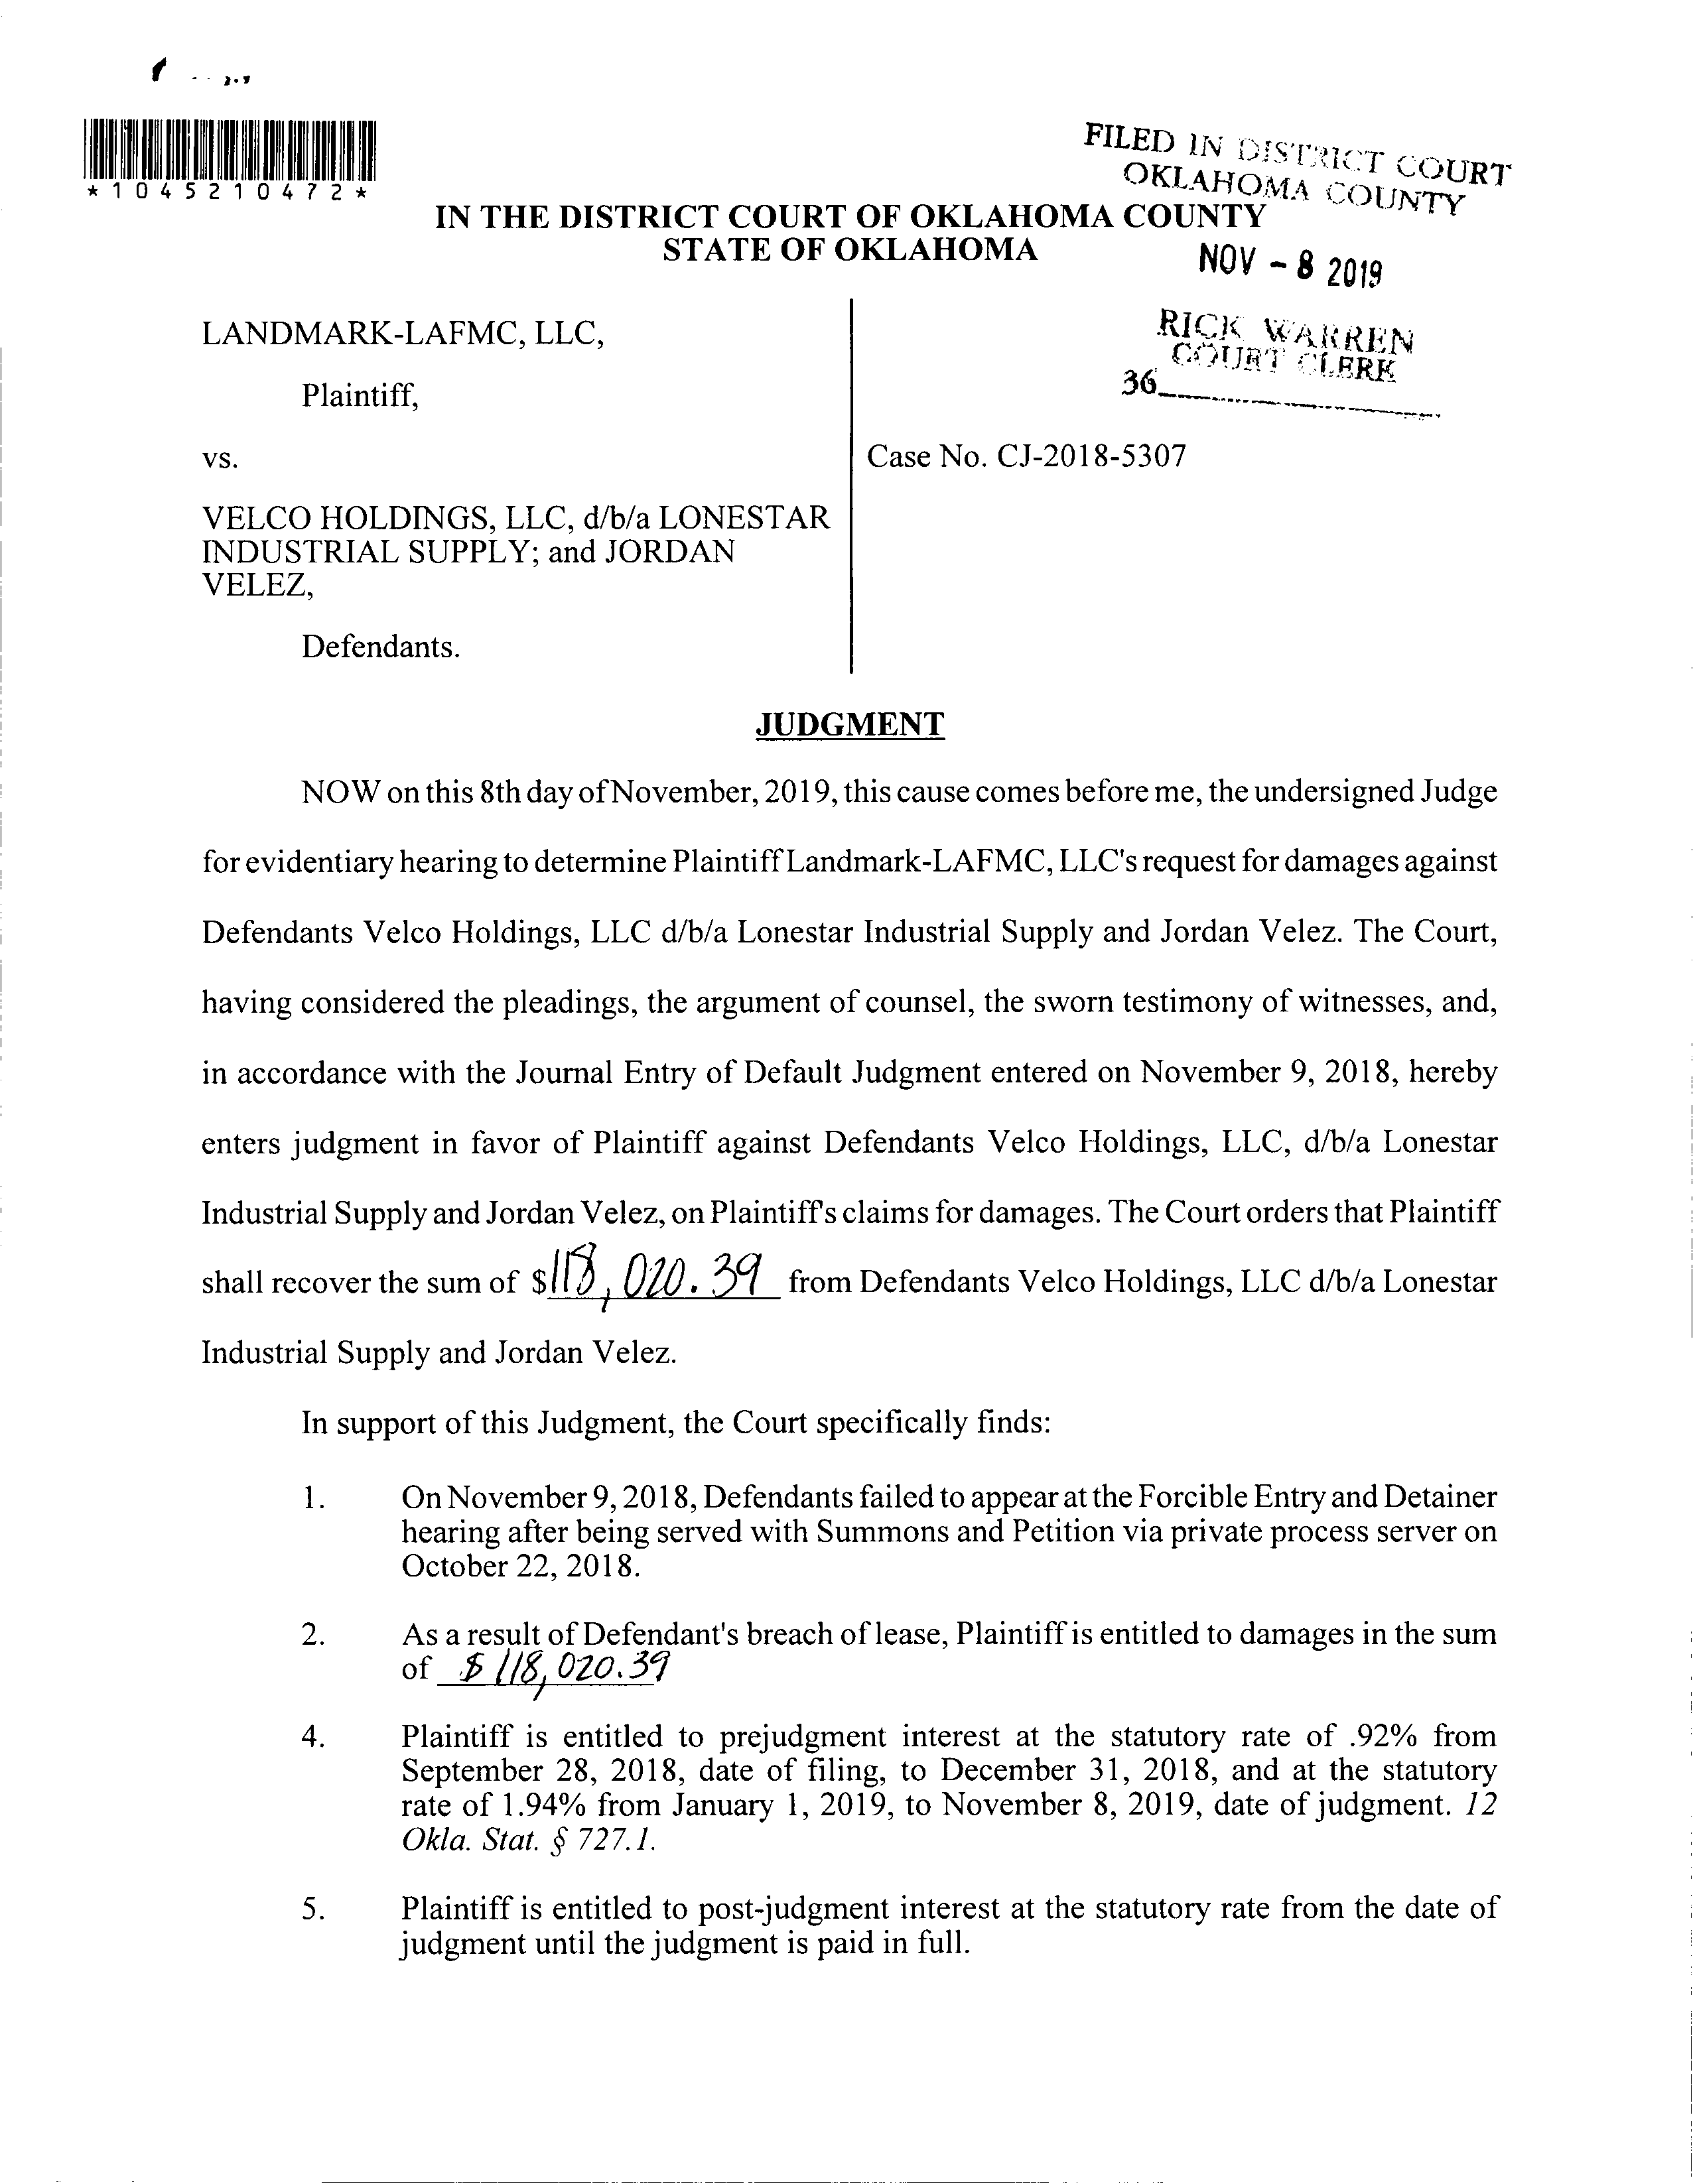 *1045210472*
FILED IN DISTRICT COURT
OKLAHOMA COUNTY
IN THE DISTRICT COURT OF OKLAHOMA COUNTY
STATE OF OKLAHOMA
NOV - 8 2019
RICK WARREN
COURT CLERK
36
LANDMARK-LAFMC, LLC,
Plaintiff,
vs.
Case No. CJ-2018-5307
VELCO HOLDINGS, LLC, d/b/a LONESTAR
INDUSTRIAL SUPPLY; and JORDAN
VELEZ,
Defendants.
JUDGMENT
NOW on this 8th day of November, 2019, this cause comes before me, the undersigned Judge
for evidentiary hearing to determine Plaintiff Landmark-LAFMC, LLC's request for damages against
Defendants Velco Holdings, LLC d/b/a Lonestar Industrial Supply and Jordan Velez. The Court,
having considered the pleadings, the argument of counsel, the sworn testimony of witnesses, and,
in accordance with the Journal Entry of Default Judgment entered on November 9, 2018, hereby
enters judgment in favor of Plaintiff against Defendants Velco Holdings, LLC, d/b/a Lonestar
Industrial Supply and Jordan Velez, on Plaintiff's claims for damages. The Court orders that Plaintiff
shall recover the sum of $118,020.39 from Defendants Velco Holdings, LLC d/b/a Lonestar
Industrial Supply and Jordan Velez.
In support of this Judgment, the Court specifically finds:
1. On November 9, 2018, Defendants failed to appear at the Forcible Entry and Detainer
hearing after being served with Summons and Petition via private process server on
October 22, 2018.
2. As a result of Defendant's breach of lease, Plaintiff is entitled to damages in the sum
of $118,020.39
4. Plaintiff is entitled to prejudgment interest at the statutory rate of .92% from
September 28, 2018, date of filing, to December 31, 2018, and at the statutory
rate of 1.94% from January 1, 2019, to November 8, 2019, date of judgment. 12
Okla. Stat. § 727.1.
5. Plaintiff is entitled to post-judgment interest at the statutory rate from the date of
judgment until the judgment is paid in full.